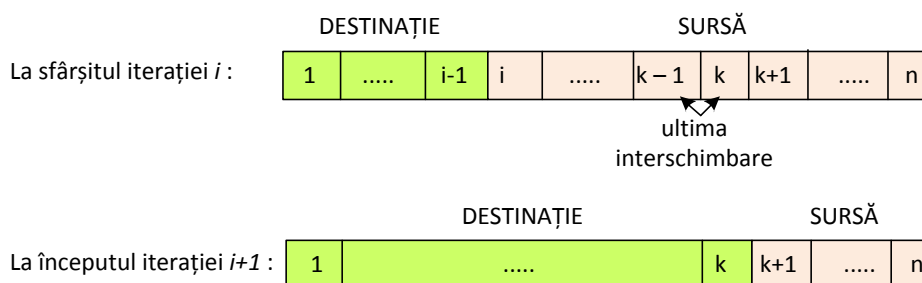 DESTINAȚIE SURSĂ
La sfârșitul iterației i : 1 ..... i-1 i ..... k – 1 k k+1 ..... n
ultima
interschimbare
DESTINAȚIE SURSĂ
La începutul iterației i+1 : 1 ..... k k+1 ..... n